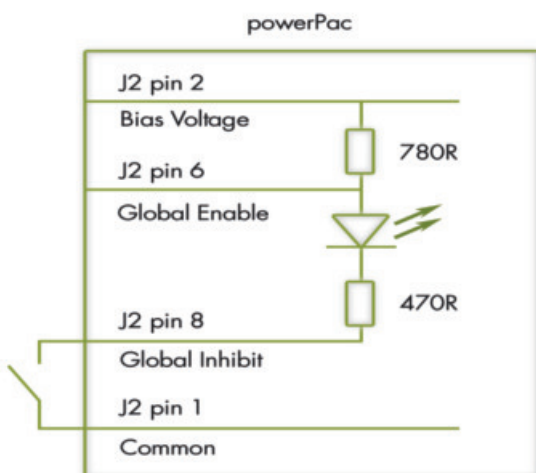 powerPac
J2 pin 2
Bias Voltage
780R
J2 pin 6
Global Enable
470R
J2 pin 8
Global Inhibit
J2 pin 1
Common